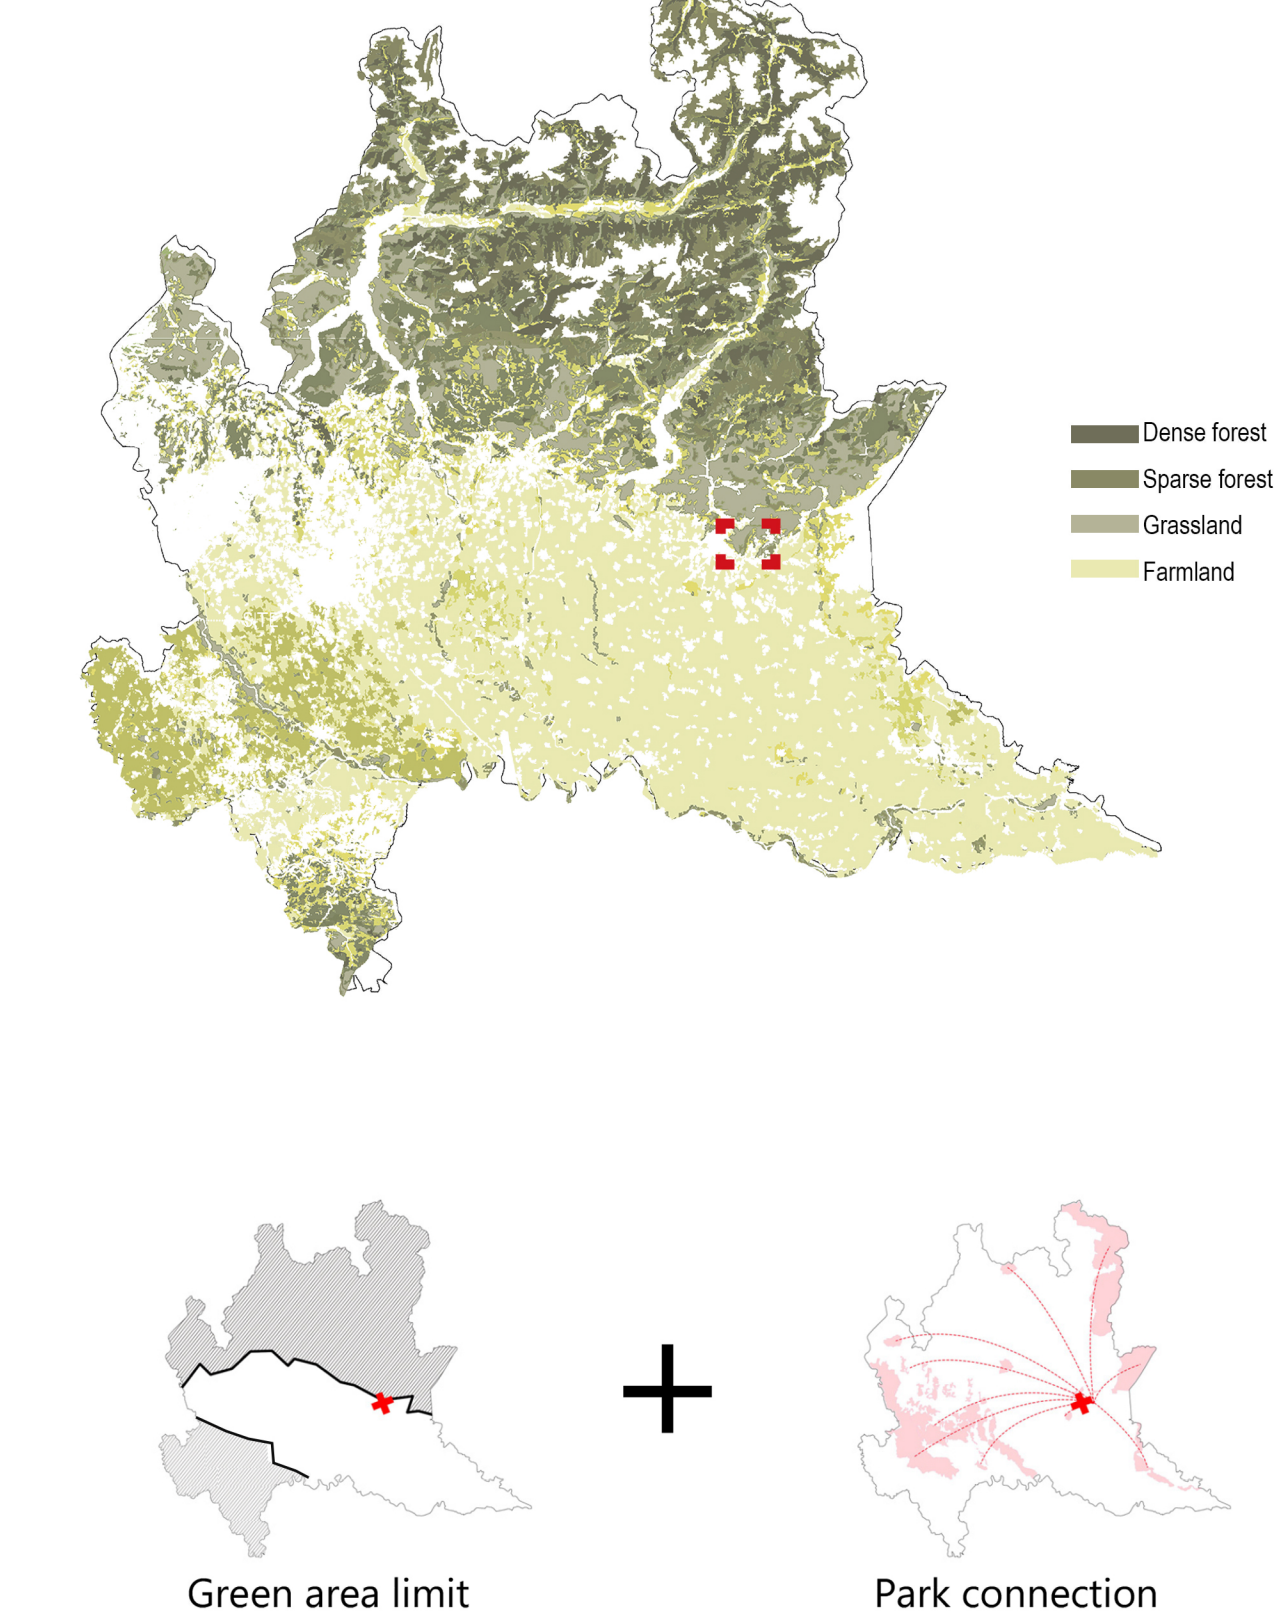 Dense forest
Sparse forest
Grassland
Farmland
Green area limit
Park connection